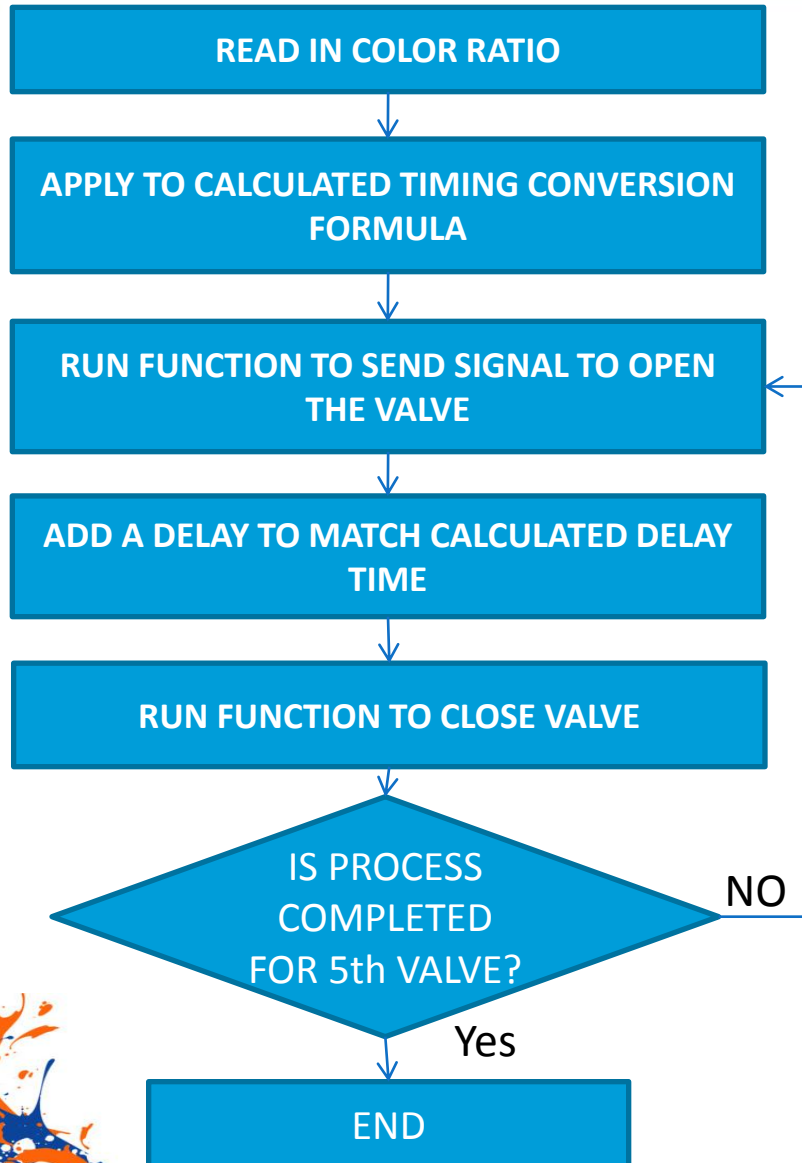 READ IN COLOR RATIO
APPLY TO CALCULATED TIMING CONVERSION
FORMULA
RUN FUNCTION TO SEND SIGNAL TO OPEN
THE VALVE
ADD A DELAY TO MATCH CALCULATED DELAY
TIME
RUN FUNCTION TO CLOSE VALVE
IS PROCESS
COMPLETED
FOR 5th VALVE?
NO
Yes
END